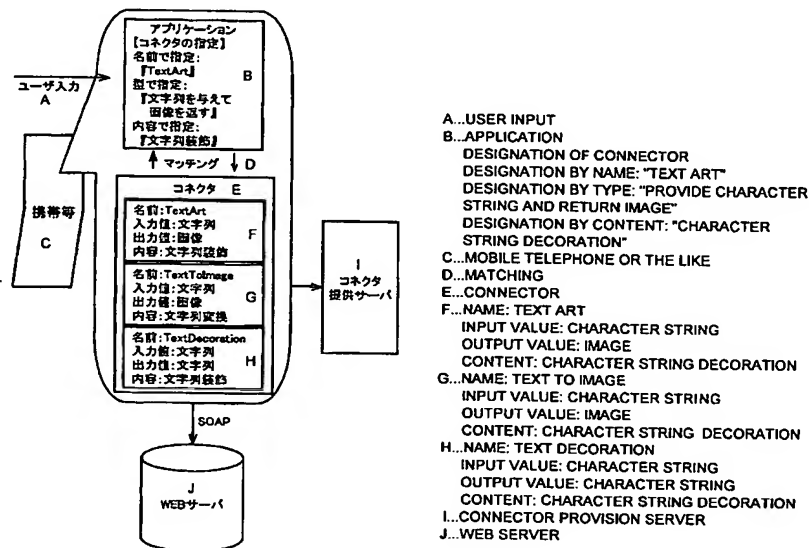 アプリケーション
【コネクタの指定】
名前で指定:
『TextArt』
型で指定:
『文字列を与えて
画像を返す』
内容で指定:
『文字列装飾』
B
ユーザ入力
A
マッチング
D
携帯等
C
コネクタ E
名前:TextArt
入力値:文字列
出力値:画像
内容:文字列装飾
F
名前:TextToImage
入力値:文字列
出力値:画像
内容:文字列変換
G
名前:TextDecoration
入力値:文字列
出力値:文字列
内容:文字列装飾
H
I
コネクタ
提供サーバ
SOAP
J
WEBサーバ
A...USER INPUT
B...APPLICATION
DESIGNATION OF CONNECTOR
DESIGNATION BY NAME: "TEXT ART"
DESIGNATION BY TYPE: "PROVIDE CHARACTER
STRING AND RETURN IMAGE"
DESIGNATION BY CONTENT: "CHARACTER
STRING DECORATION"
C...MOBILE TELEPHONE OR THE LIKE
D...MATCHING
E...CONNECTOR
F...NAME: TEXT ART
INPUT VALUE: CHARACTER STRING
OUTPUT VALUE: IMAGE
CONTENT: CHARACTER STRING DECORATION
G...NAME: TEXT TO IMAGE
INPUT VALUE: CHARACTER STRING
OUTPUT VALUE: IMAGE
CONTENT: CHARACTER STRING DECORATION
H...NAME: TEXT DECORATION
INPUT VALUE: CHARACTER STRING
OUTPUT VALUE: CHARACTER STRING
CONTENT: CHARACTER STRING DECORATION
I...CONNECTOR PROVISION SERVER
J...WEB SERVER